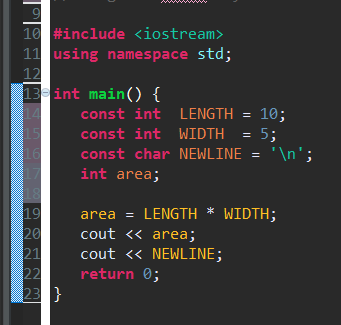 9
10 #include <iostream>
11 using namespace std;
12
13 int main() {
14 const int  LENGTH = 10;
15 const int  WIDTH  = 5;
16 const char NEWLINE = '\n';
17 int area;
18
19 area = LENGTH * WIDTH;
20 cout << area;
21 cout << NEWLINE;
22 return 0;
23 }